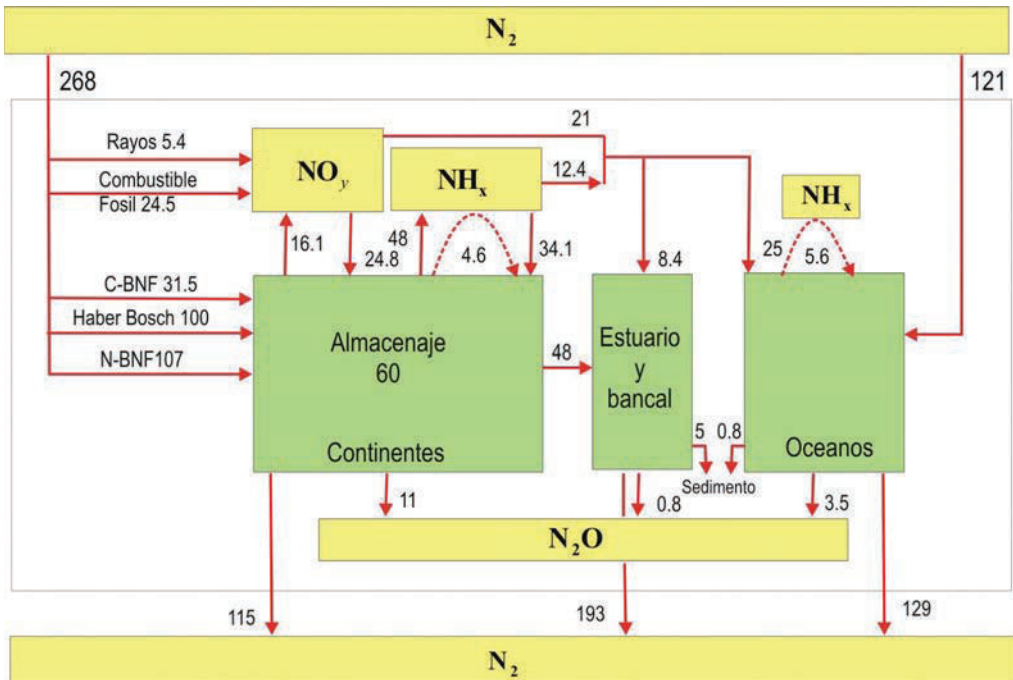 N₂
268
121
Rayos 5.4
21
NOᵧ
NHₓ
12.4
Combustible
Fosil 24.5
NHₓ
16.1
24.8
48
4.6
34.1
8.4
25
5.6
C-BNF 31.5
Haber Bosch 100
N-BNF107
Almacenaje
60
Continentes
48
Estuario
y
bancal
5
0.8
Oceanos
Sedimento
11
0.8
3.5
N₂O
115
193
129
N₂